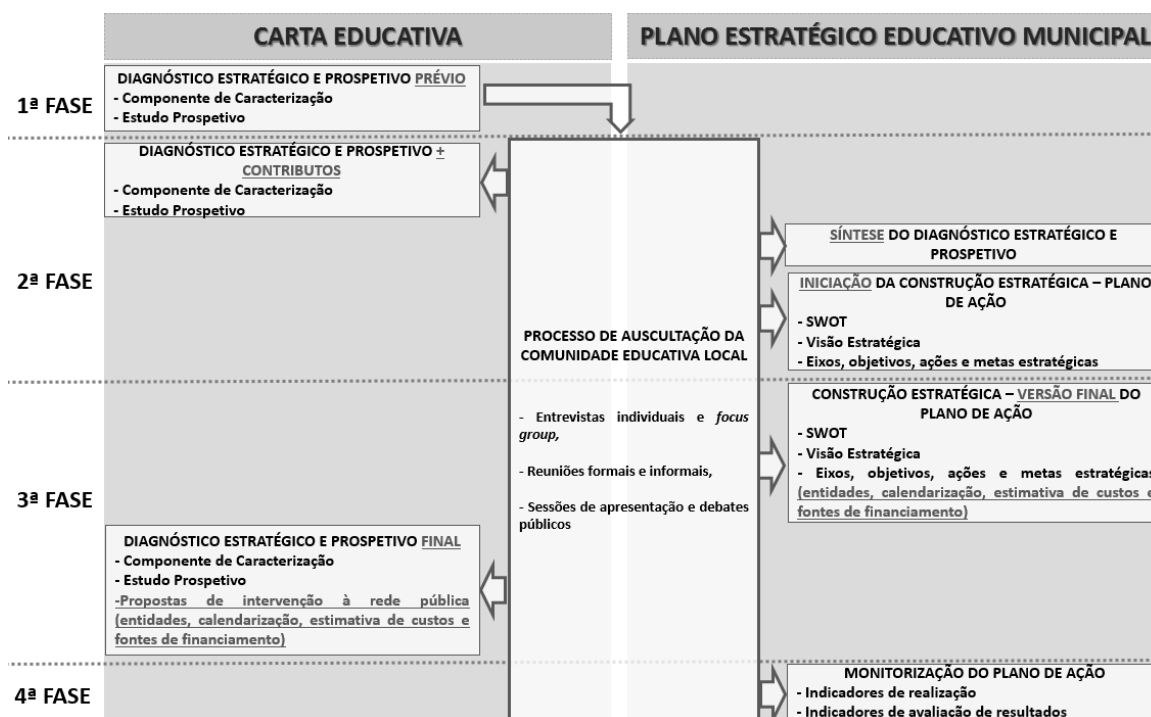 CARTA EDUCATIVA
PLANO ESTRATÉGICO EDUCATIVO MUNICIPAL
1ª FASE
DIAGNÓSTICO ESTRATÉGICO E PROSPETIVO PRÉVIO
- Componente de Caracterização
- Estudo Prospetivo
2ª FASE
DIAGNÓSTICO ESTRATÉGICO E PROSPETIVO +
CONTRIBUTOS
- Componente de Caracterização
- Estudo Prospetivo
SÍNTESE DO DIAGNÓSTICO ESTRATÉGICO E
PROSPETIVO
INICIAÇÃO DA CONSTRUÇÃO ESTRATÉGICA – PLANO
DE AÇÃO
- SWOT
- Visão Estratégica
- Eixos, objetivos, ações e metas estratégicas
PROCESSO DE AUSCULTAÇÃO DA
COMUNIDADE EDUCATIVA LOCAL
- Entrevistas individuais e focus
group,
- Reuniões formais e informais,
- Sessões de apresentação e debates
públicos
3ª FASE
CONSTRUÇÃO ESTRATÉGICA – VERSÃO FINAL DO
PLANO DE AÇÃO
- SWOT
- Visão Estratégica
- Eixos, objetivos, ações e metas estratégicas
(entidades, calendarização, estimativa de custos e
fontes de financiamento)
DIAGNÓSTICO ESTRATÉGICO E PROSPETIVO FINAL
- Componente de Caracterização
- Estudo Prospetivo
-Propostas de intervenção à rede pública
(entidades, calendarização, estimativa de custos e
fontes de financiamento)
4ª FASE
MONITORIZAÇÃO DO PLANO DE AÇÃO
- Indicadores de realização
- Indicadores de avaliação de resultados